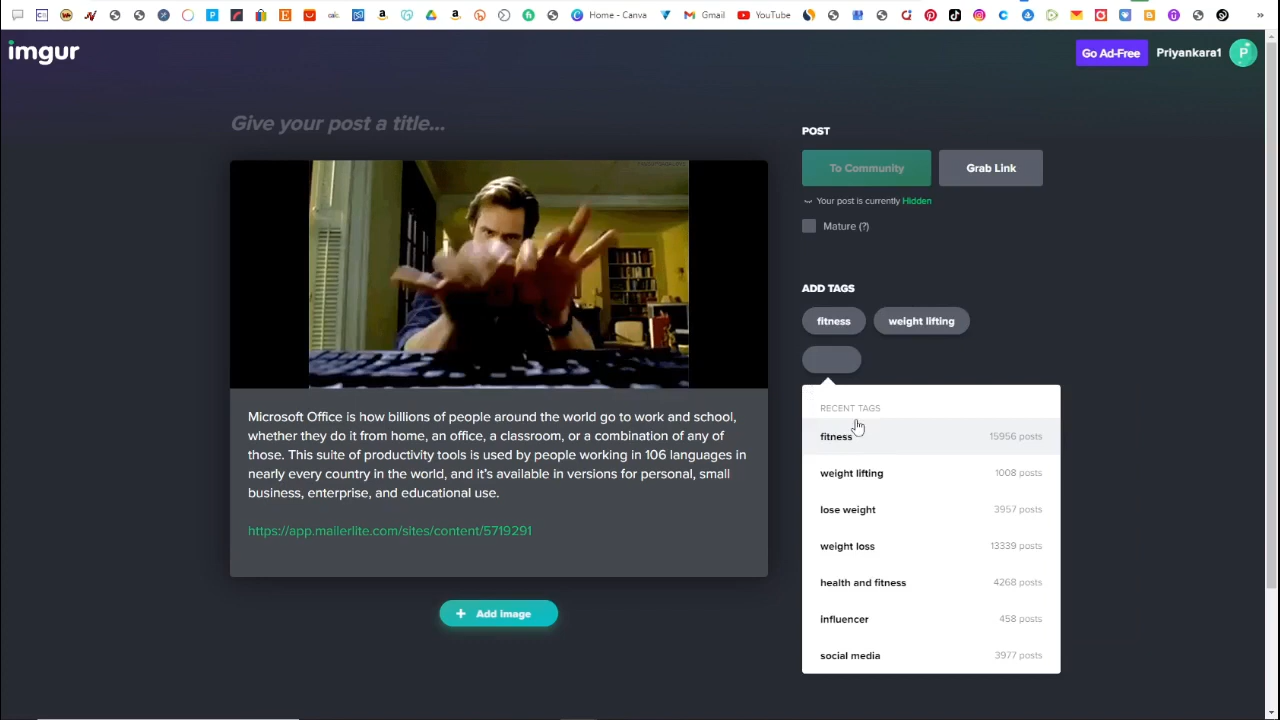 Home - Canva
Gmail
YouTube
imgur
Go Ad-Free
Priyankara1
P
Give your post a title...
POST
To Community
Grab Link
Your post is currently Hidden
Mature (?)
ADD TAGS
fitness
weight lifting
Microsoft Office is how billions of people around the world go to work and school,
whether they do it from home, an office, a classroom, or a combination of any of
those. This suite of productivity tools is used by people working in 106 languages in
nearly every country in the world, and it's available in versions for personal, small
business, enterprise, and educational use.
https://app.mailerlite.com/sites/content/5719291
+ Add image
RECENT TAGS
fitness 15956 posts
weight lifting 1008 posts
lose weight 3957 posts
weight loss 13339 posts
health and fitness 4268 posts
influencer 458 posts
social media 3977 posts